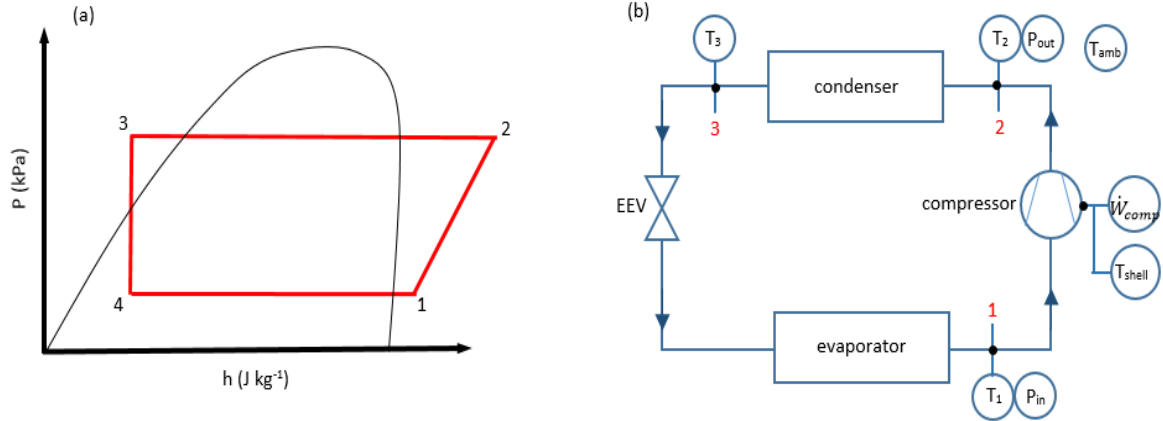 (a)
P (kPa)
3
2
4
1
h (J kg⁻¹)
(b)
T₃
T₂
Pₒᵤₜ
Tₐₘb
condenser
3
2
EEV
compressor
Ẇcomp
Tshell
1
evaporator
T₁
Pᵢₙ